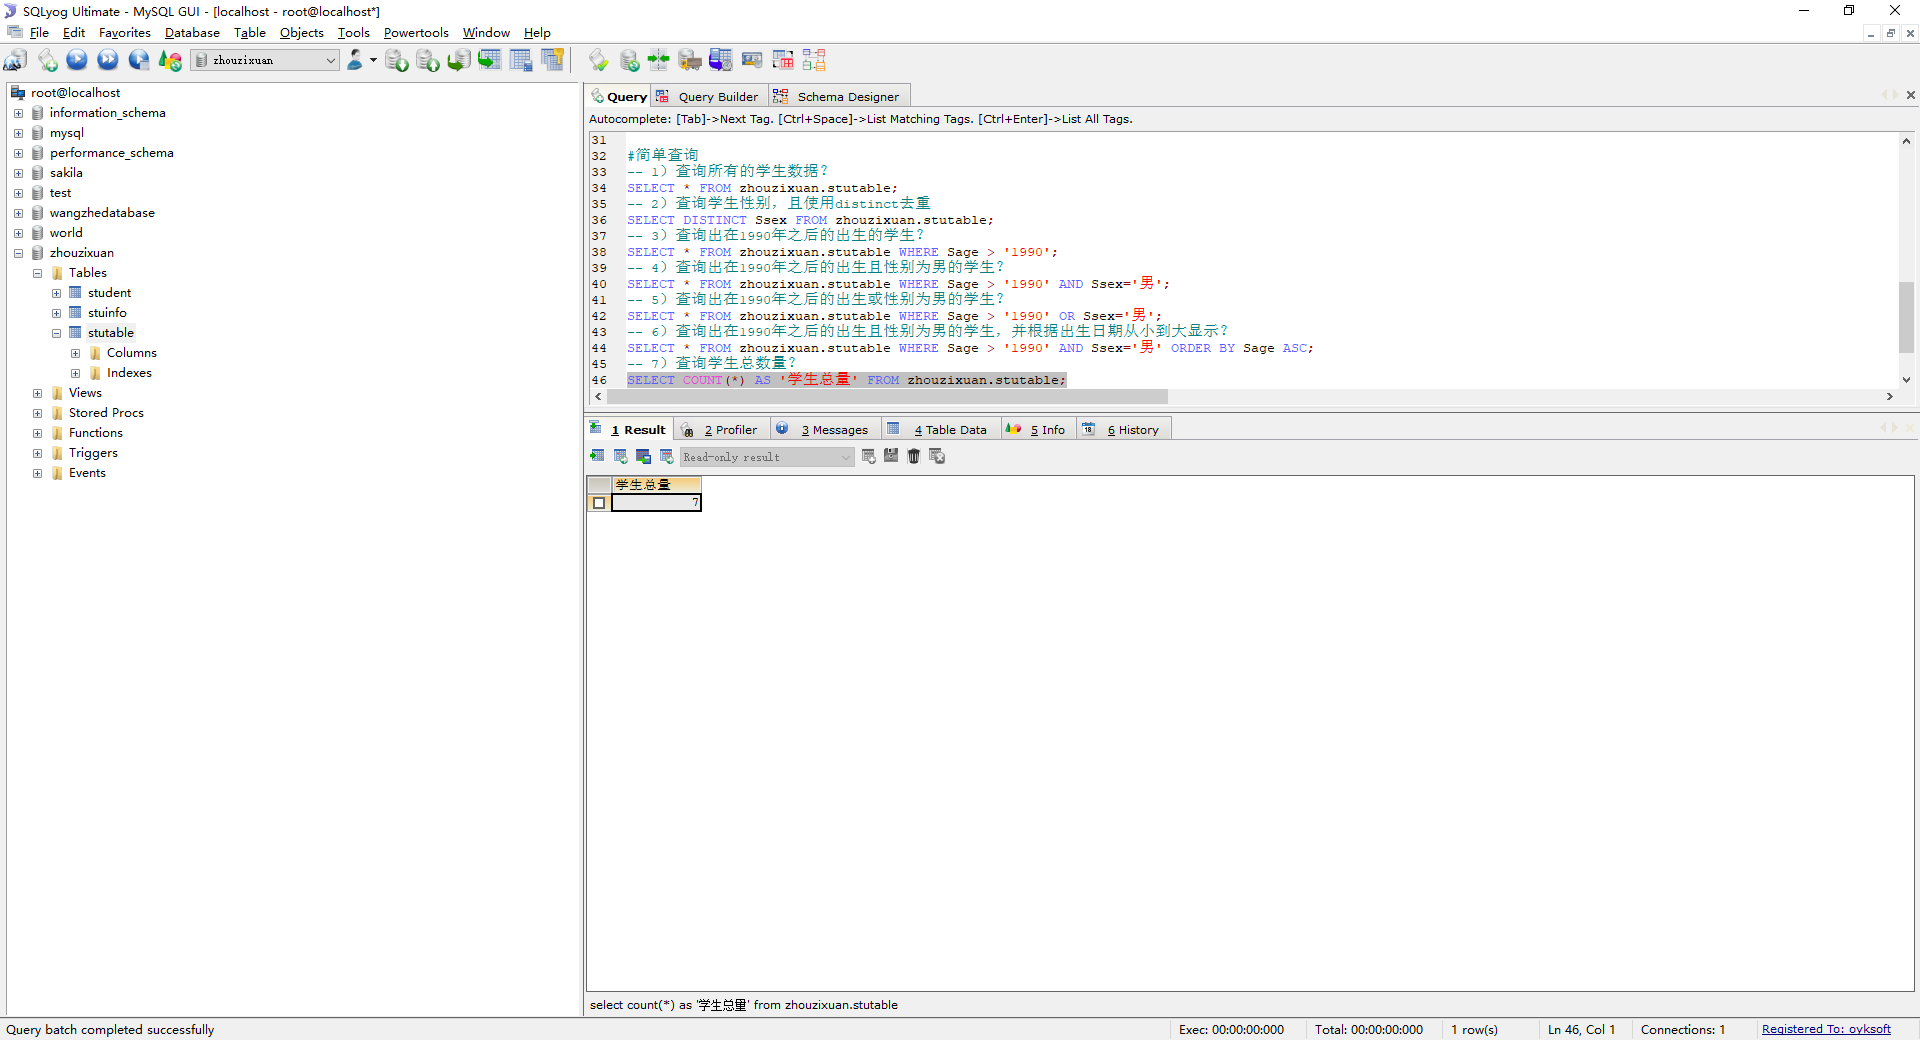 SQLyog Ultimate - MySQL GUI - [localhost - root@localhost*]
File Edit Favorites Database Table Objects Tools Powertools Window Help
zhouzixuan
root@localhost
information_schema
mysql
performance_schema
sakila
test
wangzhedatabase
world
zhouzixuan
Tables
student
stuinfo
stutable
Columns
Indexes
Views
Stored Procs
Functions
Triggers
Events
Query Query Builder Schema Designer
Autocomplete: [Tab]->Next Tag. [Ctrl+Space]->List Matching Tags. [Ctrl+Enter]->List All Tags.
31
32 #简单查询
33 -- 1）查询所有的学生数据？
34 SELECT * FROM zhouzixuan.stutable;
35 -- 2）查询学生性别，且使用distinct去重
36 SELECT DISTINCT Ssex FROM zhouzixuan.stutable;
37 -- 3）查询出在1990年之后的出生的学生？
38 SELECT * FROM zhouzixuan.stutable WHERE Sage > '1990';
39 -- 4）查询出在1990年之后的出生且性别为男的学生？
40 SELECT * FROM zhouzixuan.stutable WHERE Sage > '1990' AND Ssex='男';
41 -- 5）查询出在1990年之后的出生或性别为男的学生？
42 SELECT * FROM zhouzixuan.stutable WHERE Sage > '1990' OR Ssex='男';
43 -- 6）查询出在1990年之后的出生且性别为男的学生，并根据出生日期从小到大显示？
44 SELECT * FROM zhouzixuan.stutable WHERE Sage > '1990' AND Ssex='男' ORDER BY Sage ASC;
45 -- 7）查询学生总数量？
46 SELECT COUNT(*) AS '学生总量' FROM zhouzixuan.stutable;
1 Result 2 Profiler 3 Messages 4 Table Data 5 Info 6 History
Read-only result
学生总量
7
select count(*) as '学生总量' from zhouzixuan.stutable
Query batch completed successfully Exec: 00:00:00:000 Total: 00:00:00:000 1 row(s) Ln 46, Col 1 Connections: 1 Registered To: ovksoft